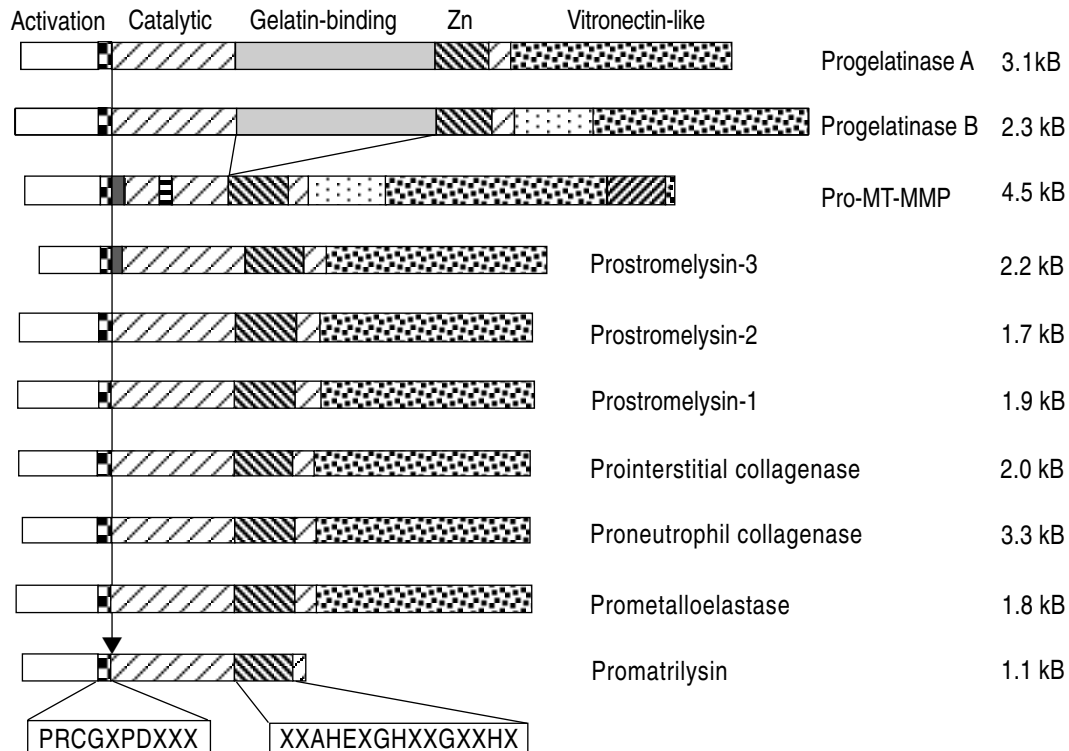 Activation Catalytic Gelatin-binding Zn Vitronectin-like
Progelatinase A 3.1kB
Progelatinase B 2.3 kB
Pro-MT-MMP 4.5 kB
Prostromelysin-3 2.2 kB
Prostromelysin-2 1.7 kB
Prostromelysin-1 1.9 kB
Prointerstitial collagenase 2.0 kB
Proneutrophil collagenase 3.3 kB
Prometalloelastase 1.8 kB
Promatrilysin 1.1 kB
PRCGXPDXXX XXAHEXGHXXGXXHX